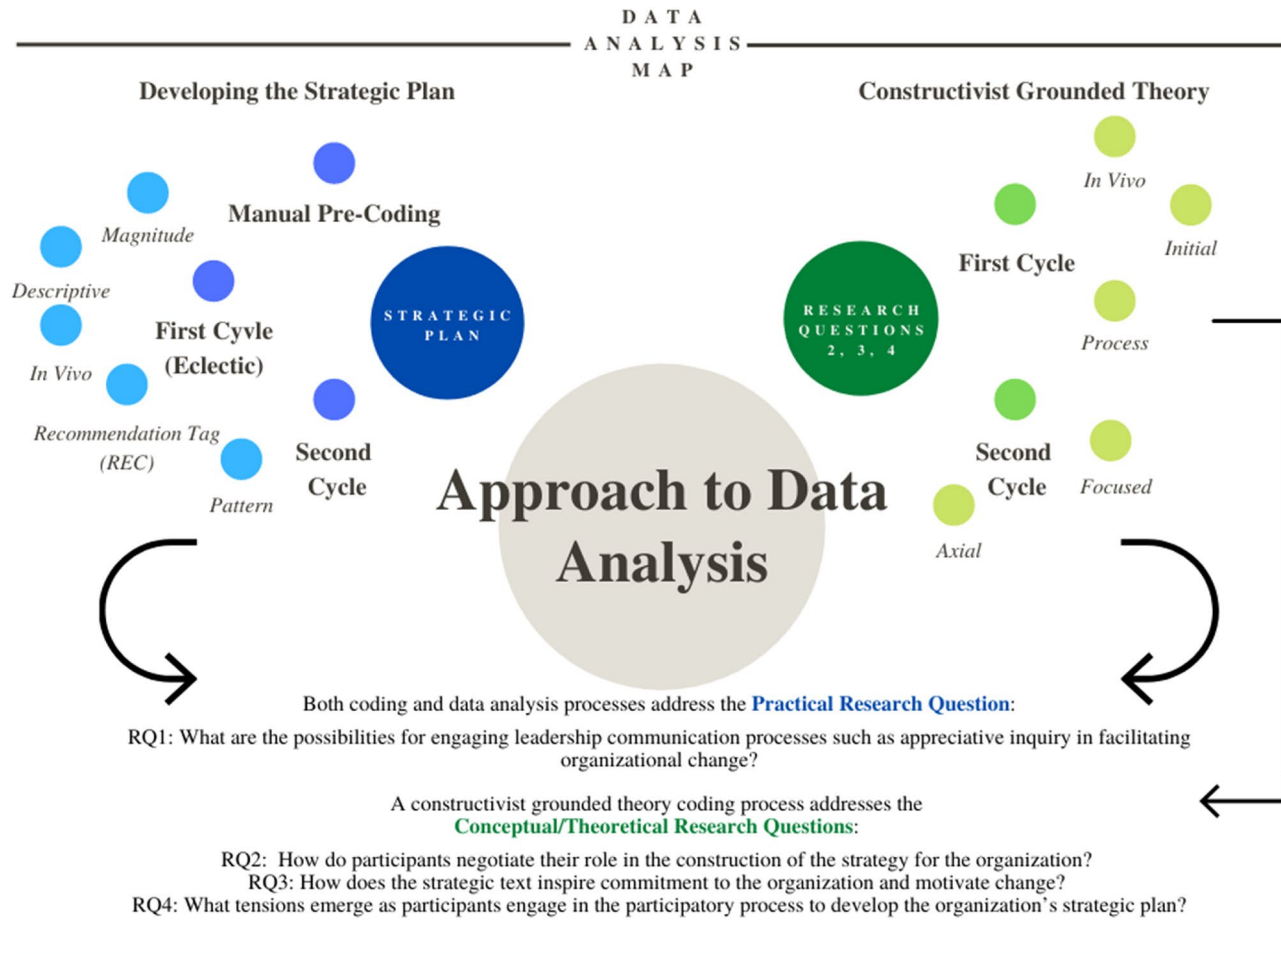 DATA
ANALYSIS
MAP
Developing the Strategic Plan
Manual Pre-Coding
Magnitude
Descriptive
First Cyvle
(Eclectic)
In Vivo
Recommendation Tag
(REC)
Second
Cycle
Pattern
STRATEGIC
PLAN
Constructivist Grounded Theory
In Vivo
Initial
First Cycle
Process
RESEARCH
QUESTIONS
2, 3, 4
Second
Cycle
Focused
Axial
Approach to Data
Analysis
Both coding and data analysis processes address the Practical Research Question:
RQ1: What are the possibilities for engaging leadership communication processes such as appreciative inquiry in facilitating
organizational change?
A constructivist grounded theory coding process addresses the
Conceptual/Theoretical Research Questions:
RQ2: How do participants negotiate their role in the construction of the strategy for the organization?
RQ3: How does the strategic text inspire commitment to the organization and motivate change?
RQ4: What tensions emerge as participants engage in the participatory process to develop the organization's strategic plan?